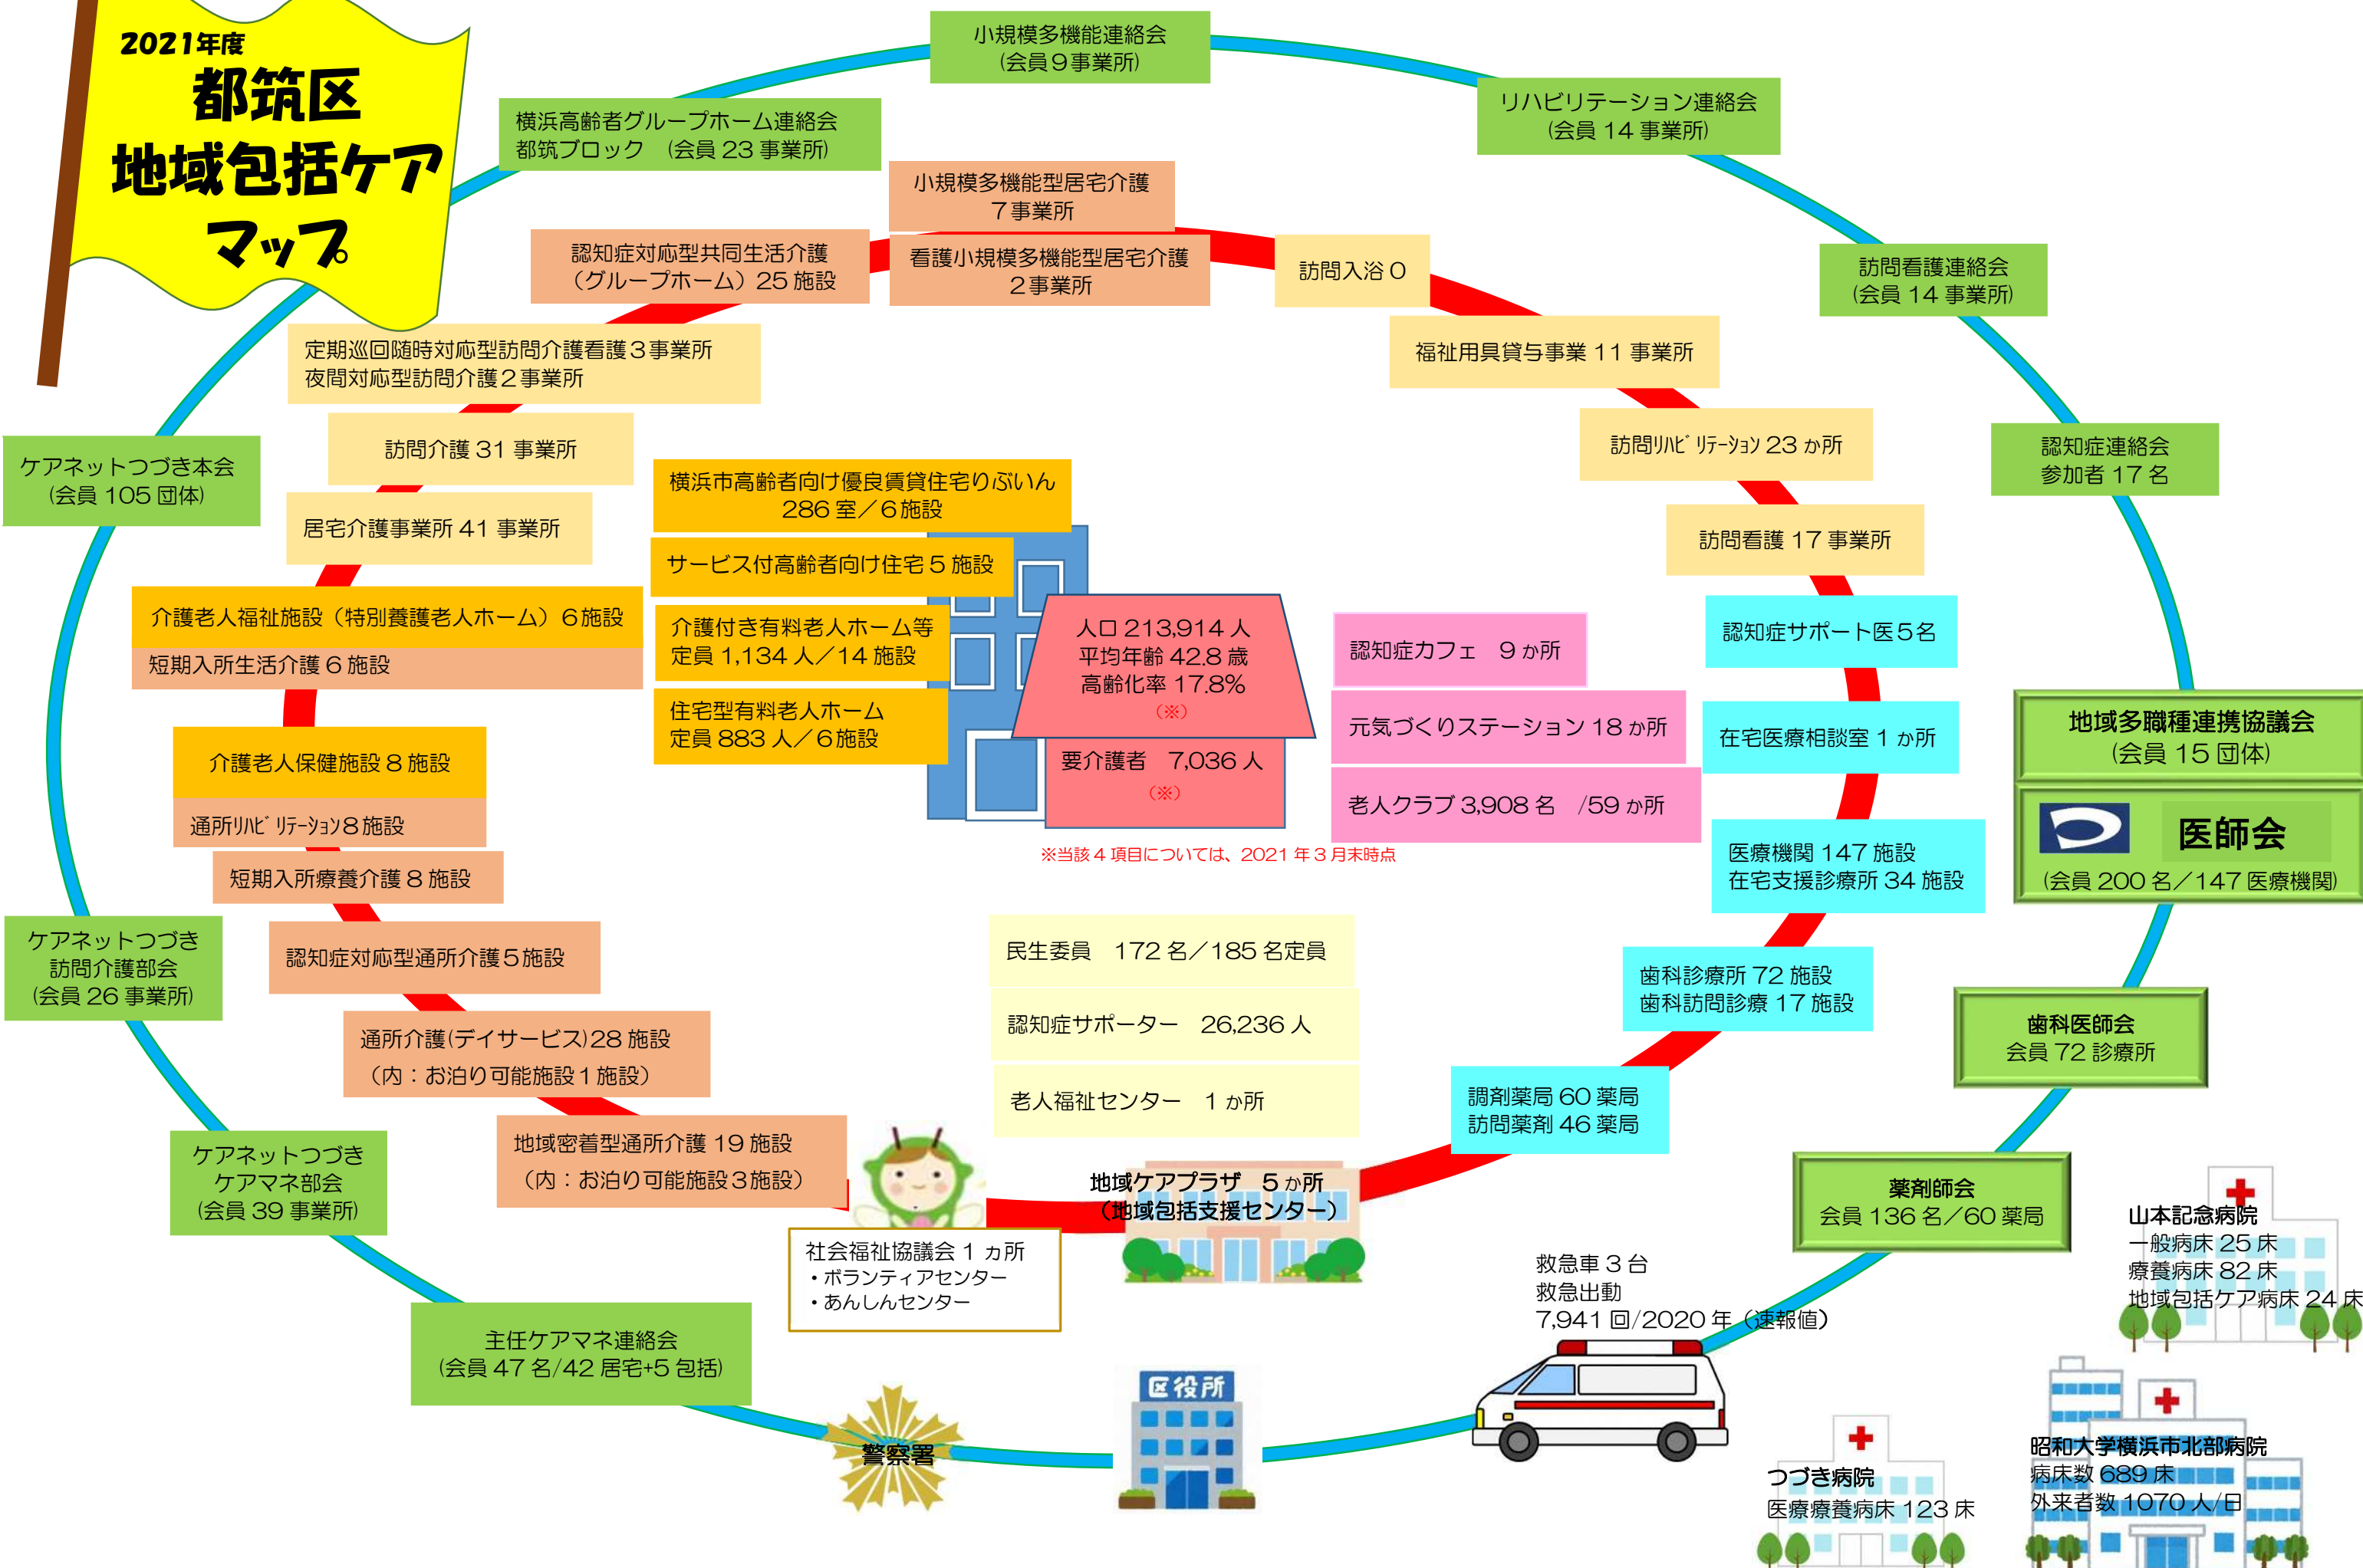 2021年度
都筑区
地域包括ケア
マップ
小規模多機能連絡会
(会員9事業所)
横浜高齢者グループホーム連絡会
都筑ブロック　(会員 23 事業所)
リハビリテーション連絡会
(会員 14 事業所)
訪問看護連絡会
(会員 14 事業所)
認知症連絡会
参加者 17 名
地域多職種連携協議会
(会員 15 団体)
医師会
(会員 200 名／147 医療機関)
歯科医師会
会員 72 診療所
薬剤師会
会員 136 名／60 薬局
ケアネットつづき本会
(会員 105 団体)
ケアネットつづき
訪問介護部会
(会員 26 事業所)
ケアネットつづき
ケアマネ部会
(会員 39 事業所)
主任ケアマネ連絡会
(会員 47 名/42 居宅+5 包括)
小規模多機能型居宅介護
7事業所
看護小規模多機能型居宅介護
2事業所
認知症対応型共同生活介護
（グループホーム）25 施設
訪問入浴 0
福祉用具貸与事業 11 事業所
訪問ﾘﾊﾋﾞﾘﾃｰｼｮﾝ 23 か所
訪問看護 17 事業所
定期巡回随時対応型訪問介護看護3事業所
夜間対応型訪問介護2事業所
訪問介護 31 事業所
居宅介護事業所 41 事業所
介護老人福祉施設（特別養護老人ホーム）6施設
短期入所生活介護 6 施設
介護老人保健施設 8 施設
通所ﾘﾊﾋﾞﾘﾃｰｼｮﾝ8施設
短期入所療養介護 8 施設
認知症対応型通所介護5施設
通所介護(デイサービス)28 施設
（内：お泊り可能施設1施設）
地域密着型通所介護 19 施設
（内：お泊り可能施設3施設）
横浜市高齢者向け優良賃貸住宅りぶいん
286 室／6施設
サービス付高齢者向け住宅 5 施設
介護付き有料老人ホーム等
定員 1,134 人／14 施設
住宅型有料老人ホーム
定員 883 人／6施設
人口 213,914 人
平均年齢 42.8 歳
高齢化率 17.8%
（※）
要介護者　7,036 人
（※）
※当該4項目については、2021 年3月末時点
認知症カフェ　9 か所
元気づくりステーション 18 か所
老人クラブ 3,908 名　/59 か所
認知症サポート医5名
在宅医療相談室 1 か所
医療機関 147 施設
在宅支援診療所 34 施設
歯科診療所 72 施設
歯科訪問診療 17 施設
調剤薬局 60 薬局
訪問薬剤 46 薬局
民生委員　172 名／185 名定員
認知症サポーター　26,236 人
老人福祉センター　1 か所
地域ケアプラザ　5 か所
（地域包括支援センター）
社会福祉協議会 1 ヵ所
・ボランティアセンター
・あんしんセンター
救急車 3 台
救急出動
7,941 回/2020 年（速報値）
警察署
区役所
山本記念病院
一般病床 25 床
療養病床 82 床
地域包括ケア病床 24 床
つづき病院
医療療養病床 123 床
昭和大学横浜市北部病院
病床数 689 床
外来者数 1070 人/日